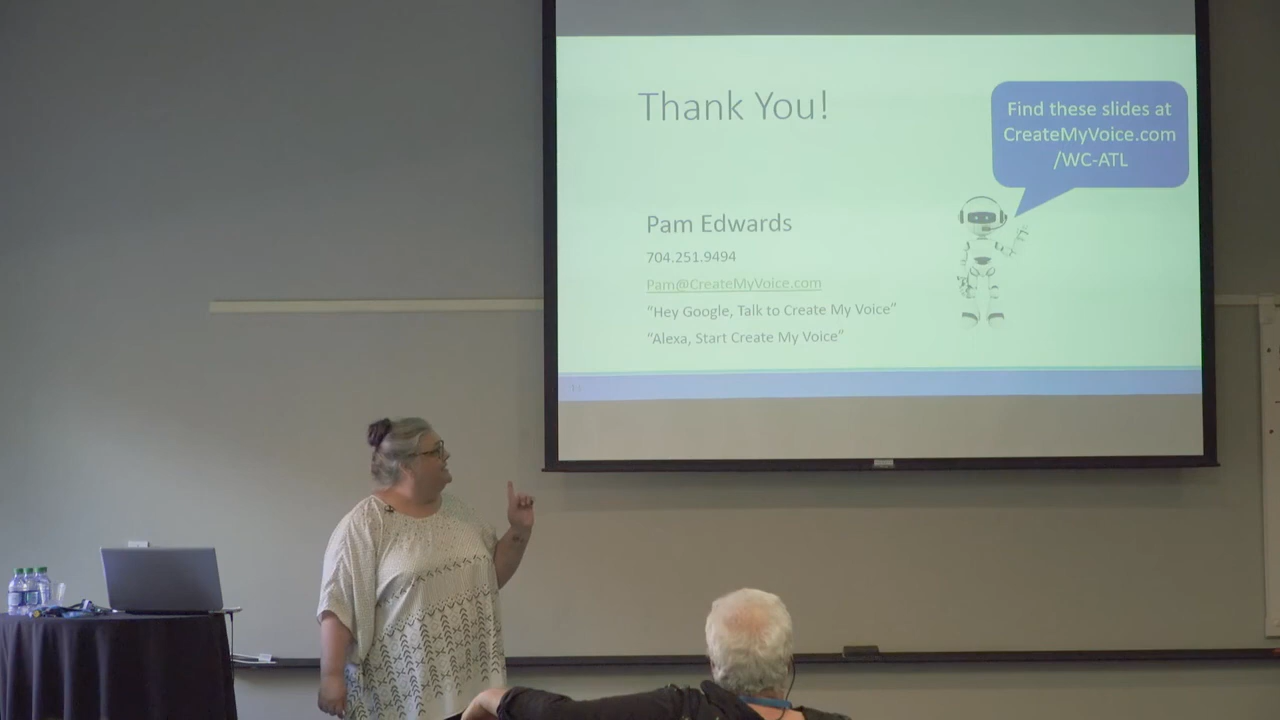 Thank You!
Find these slides at
CreateMyVoice.com
/WC-ATL
Pam Edwards
704.251.9494
Pam@CreateMyVoice.com
“Hey Google, Talk to Create My Voice”
“Alexa, Start Create My Voice”